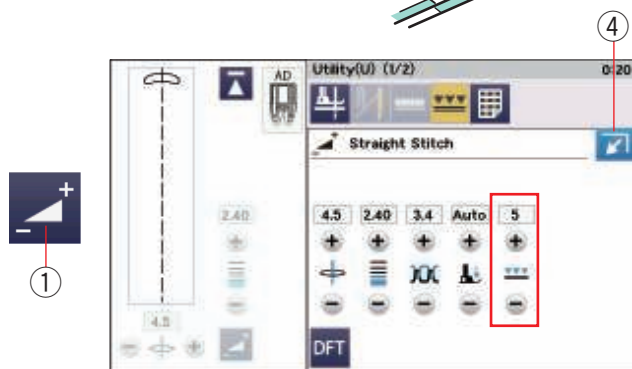 ④
Utility(U) (1/2)
0:20
AD
Straight Stitch
2.40
4.5 2.40 3.4 Auto 5
①
4.5
DFT